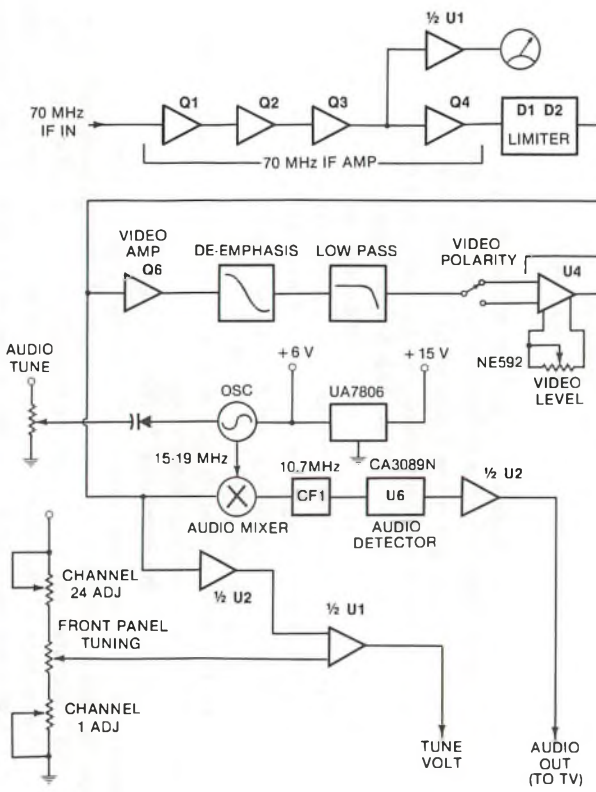 ½ U1
70 MHz
IF IN
Q1
Q2
Q3
Q4
D1 D2
LIMITER
70 MHz IF AMP
VIDEO
AMP
Q6
DE-EMPHASIS
LOW PASS
VIDEO
POLARITY
U4
NE592
VIDEO
LEVEL
AUDIO
TUNE
+ 6 V
+ 15 V
OSC
UA7806
15-19 MHz
10.7MHz
CA3089N
½ U2
CF1
U6
AUDIO MIXER
AUDIO
DETECTOR
CHANNEL
24 ADJ
½ U2
½ U1
FRONT PANEL
TUNING
CHANNEL
1 ADJ
TUNE
VOLT
AUDIO
OUT
(TO TV)